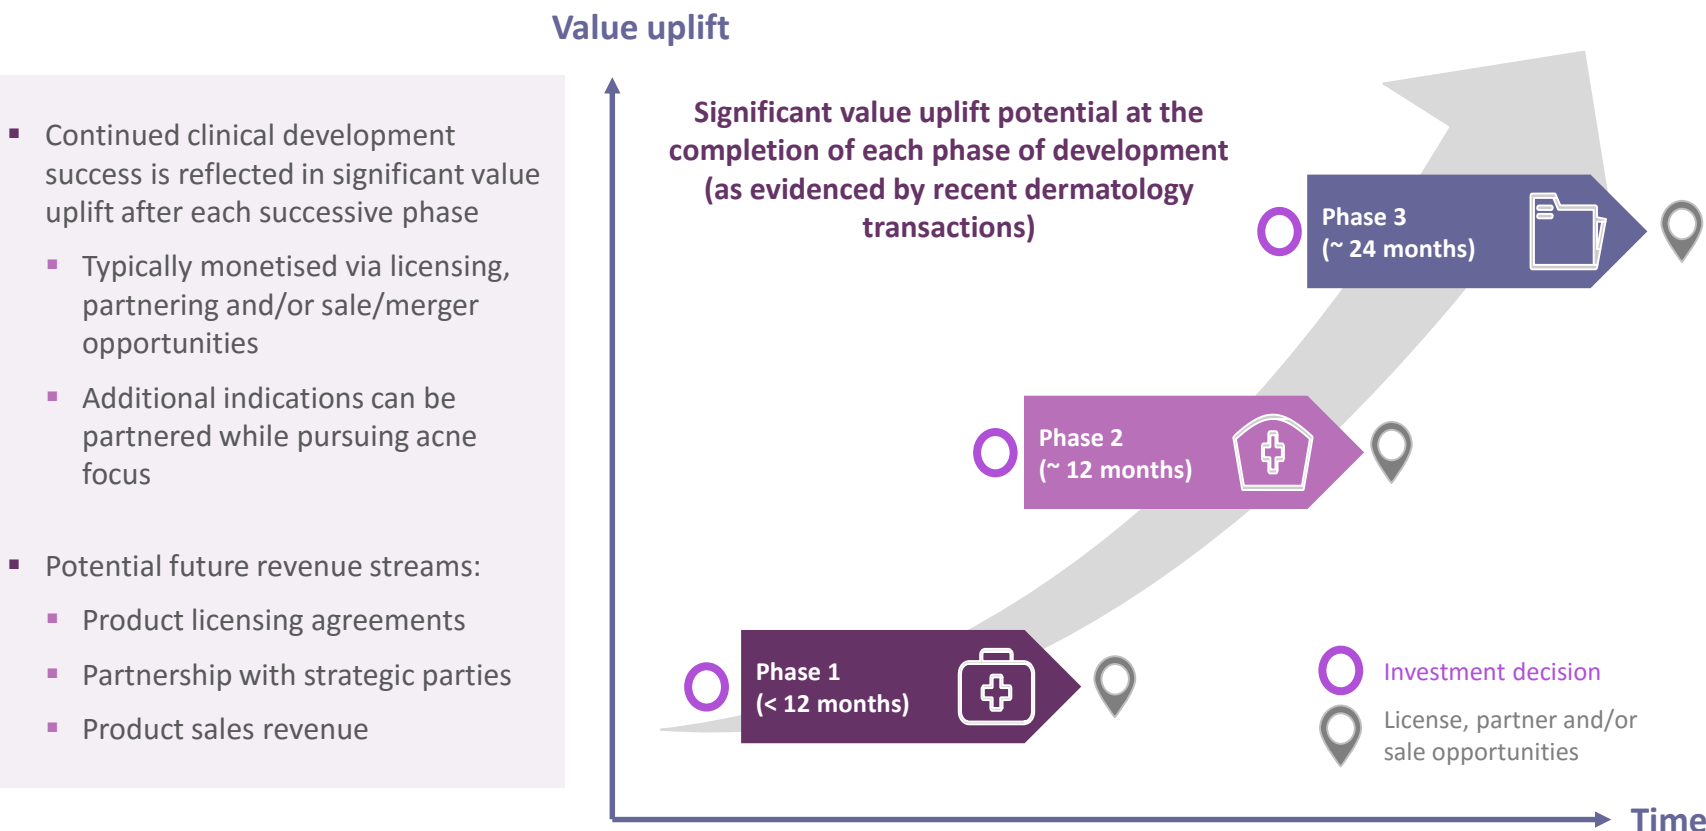 Value uplift
▪ Continued clinical development
success is reflected in significant value
uplift after each successive phase
▪ Typically monetised via licensing,
partnering and/or sale/merger
opportunities
▪ Additional indications can be
partnered while pursuing acne
focus
▪ Potential future revenue streams:
▪ Product licensing agreements
▪ Partnership with strategic parties
▪ Product sales revenue
Significant value uplift potential at the
completion of each phase of development
(as evidenced by recent dermatology
transactions)
Phase 3
(~ 24 months)
Phase 2
(~ 12 months)
Phase 1
(< 12 months)
Investment decision
License, partner and/or
sale opportunities
Time